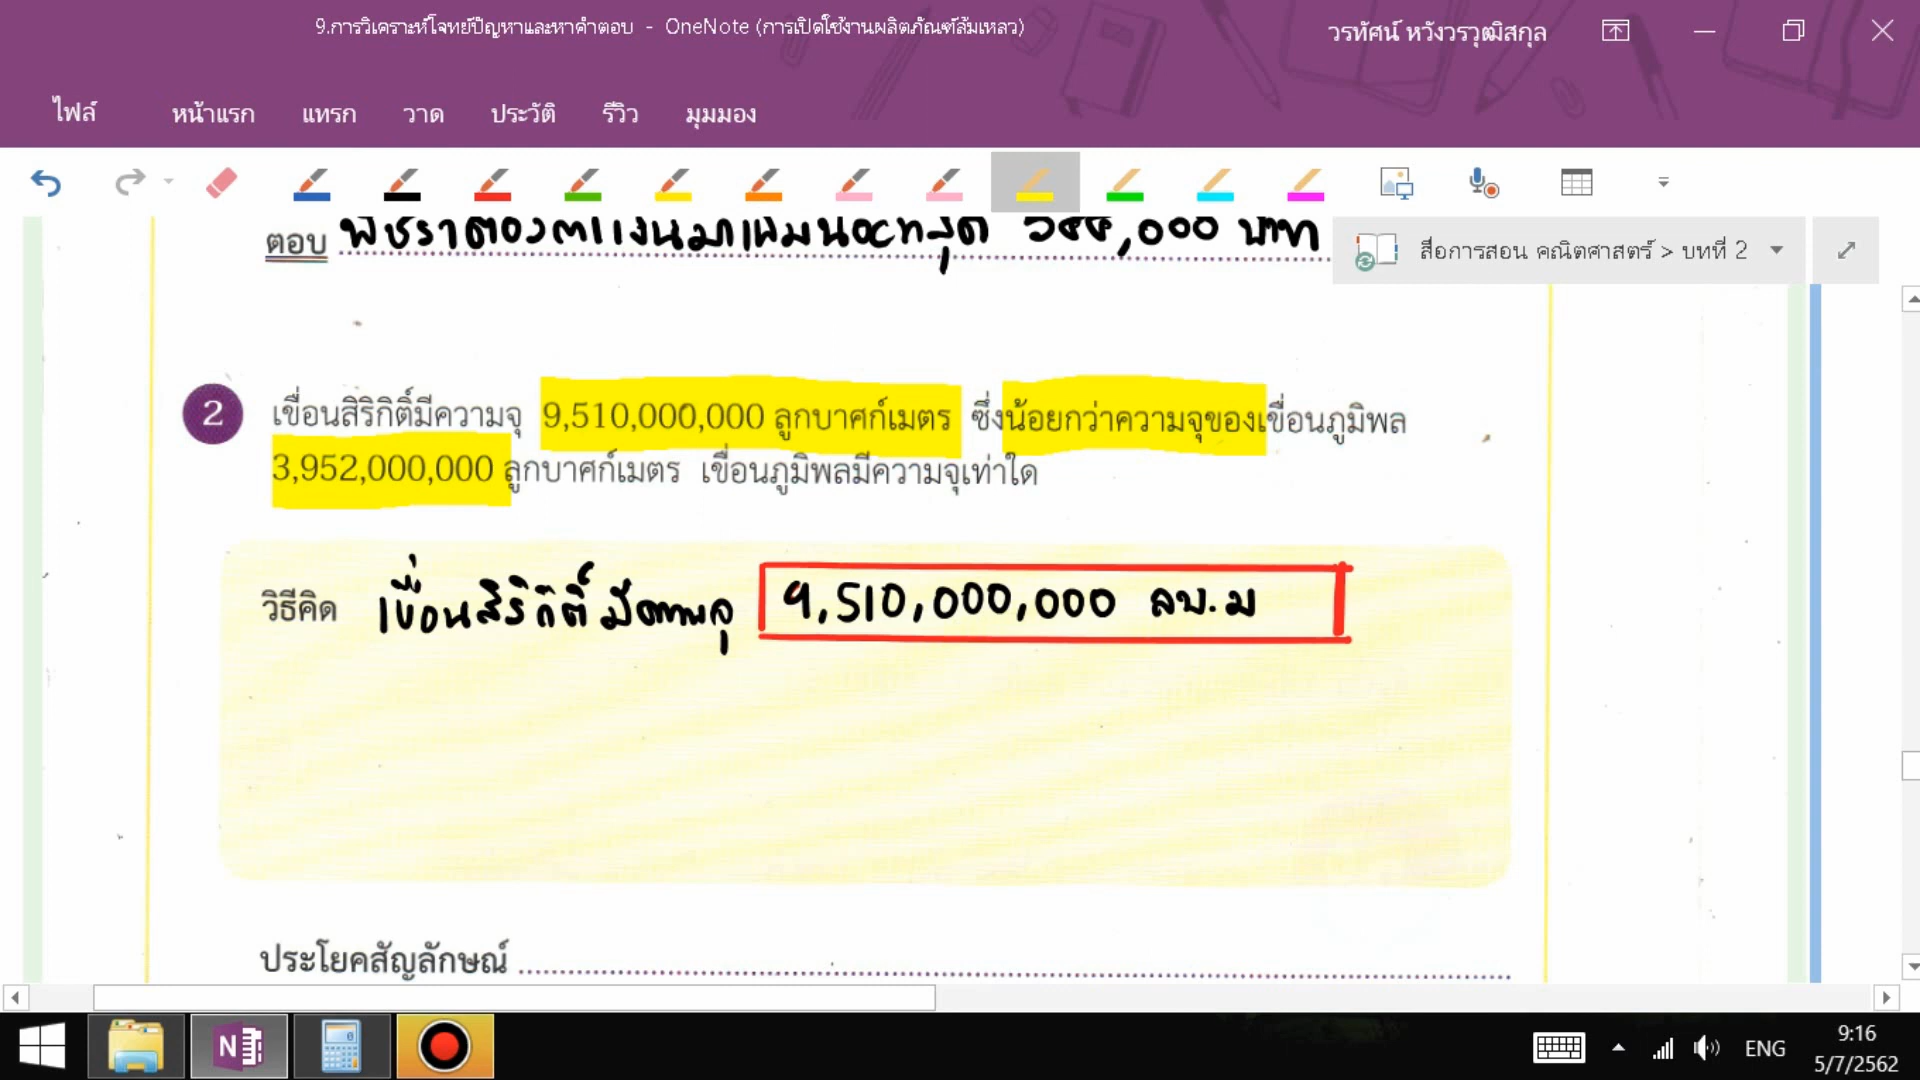 9.การวิเคราะห์โจทย์ปัญหาและหาคำตอบ - OneNote (การเปิดใช้งานผลิตภัณฑ์ล้มเหลว)
วรทัศน์ หวังวรวุฒิสกุล
ไฟล์ หน้าแรก แทรก วาด ประวัติ รีวิว มุมมอง
ตอบ 588,000 บาท
สื่อการสอน คณิตศาสตร์ > บทที่ 2
2 เขื่อนสิริกิติ์มีความจุ 9,510,000,000 ลูกบาศก์เมตร ซึ่งน้อยกว่าความจุของเขื่อนภูมิพล
3,952,000,000 ลูกบาศก์เมตร เขื่อนภูมิพลมีความจุเท่าใด
วิธีคิด เขื่อนสิริกิติ์มีความจุ 9,510,000,000 ลบ.ม
ประโยคสัญลักษณ์
N
ENG
9:16
5/7/2562